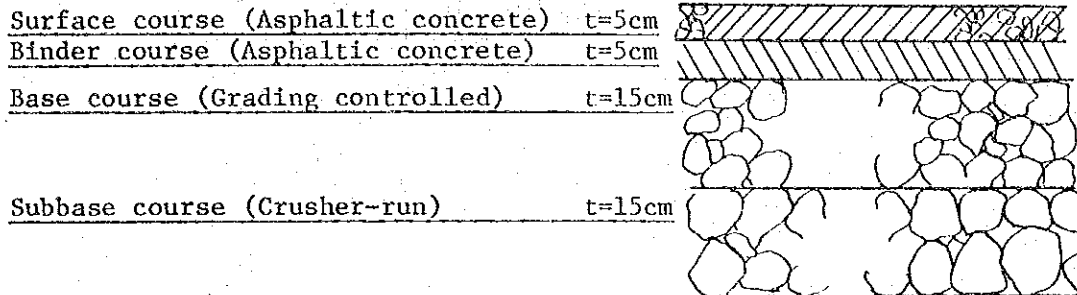 Surface course (Asphaltic concrete) t=5cm
Binder course (Asphaltic concrete) t=5cm
Base course (Grading controlled) t=15cm
Subbase course (Crusher-run) t=15cm